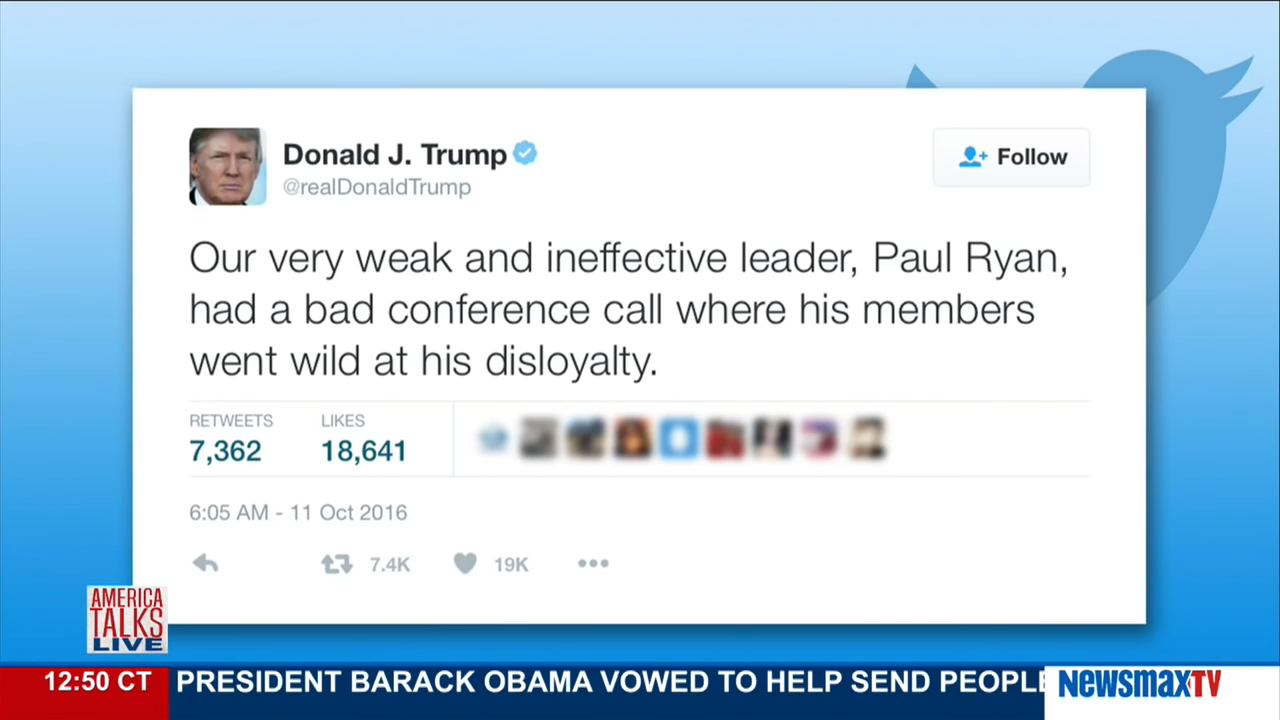 Donald J. Trump
@realDonaldTrump
Follow
Our very weak and ineffective leader, Paul Ryan,
had a bad conference call where his members
went wild at his disloyalty.
RETWEETS LIKES
7,362 18,641
6:05 AM - 11 Oct 2016
7.4K 19K
AMERICA
TALKS
LIVE
12:50 CT PRESIDENT BARACK OBAMA VOWED TO HELP SEND PEOPLE NEWSMAXTV